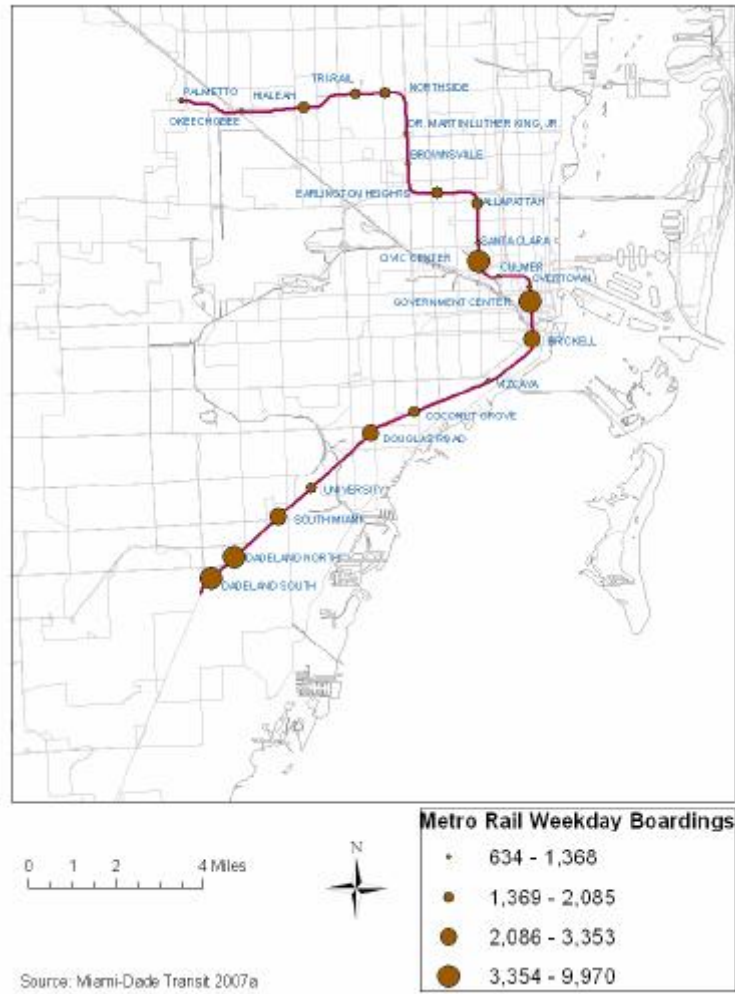 PALMETTO
HIALEAH
TRIRAIL
NORTHSIDE
OKEECHOBEE
DR. MARTIN LUTHER KING, JR
BROWNSVILLE
EARLINGTON HEIGHTS
ALLAPATTAH
SANTA CLARA
CIVIC CENTER
CULMER
OVERTOWN
GOVERNMENT CENTER
BRICKELL
VIZCAYA
COCONUT GROVE
DOUGLAS ROAD
UNIVERSITY
SOUTH MIAMI
DADELAND NORTH
DADELAND SOUTH
0 1 2 4 Miles
N
Metro Rail Weekday Boardings
634 - 1,368
1,369 - 2,085
2,086 - 3,353
3,354 - 9,970
Source: Miami-Dade Transit 2007a